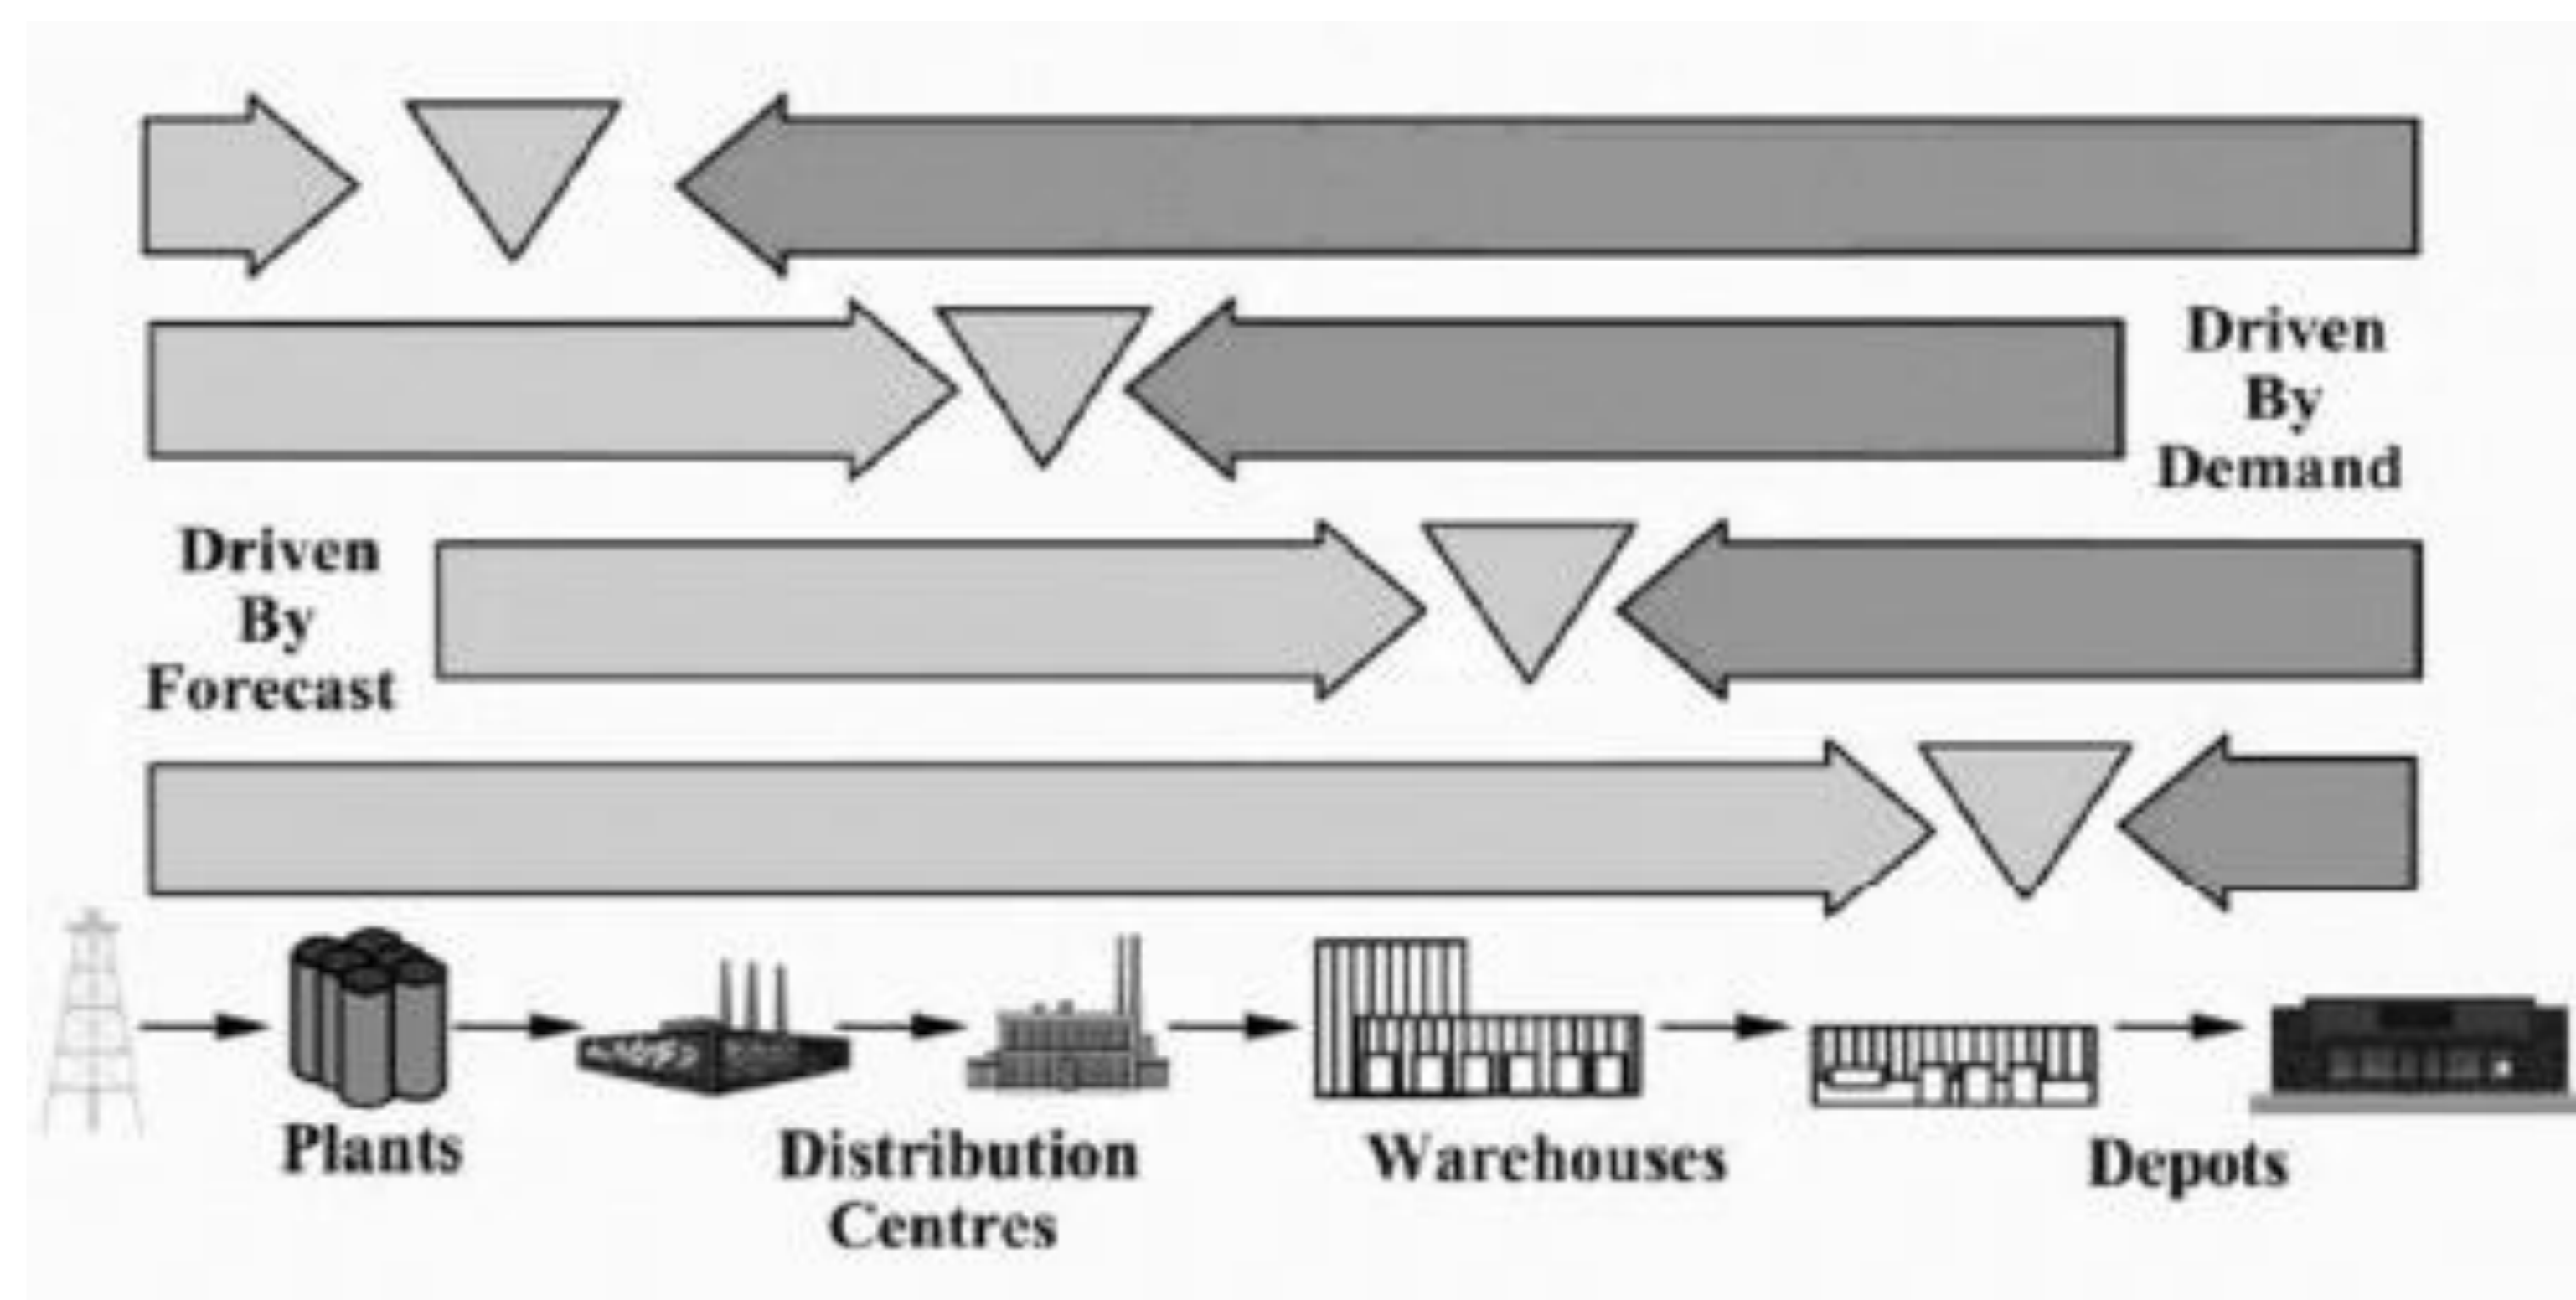 Driven
By
Demand
Driven
By
Forecast
Plants
Distribution
Centres
Warehouses
Depots